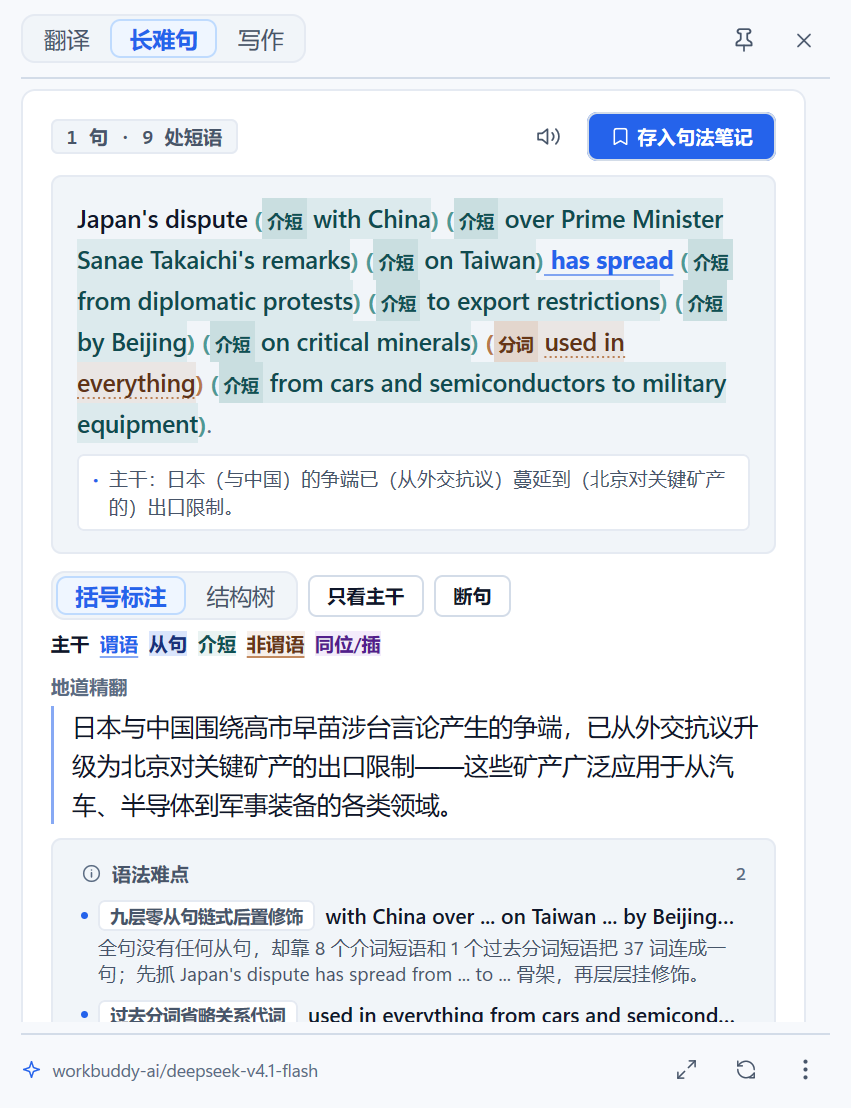 翻译 长难句 写作
1 句 · 9 处短语 存入句法笔记
Japan's dispute (介短 with China) (介短 over Prime Minister
Sanae Takaichi's remarks) (介短 on Taiwan) has spread (介短
from diplomatic protests) (介短 to export restrictions) (介短
by Beijing) (介短 on critical minerals) (分词 used in
everything) (介短 from cars and semiconductors to military
equipment).
· 主干：日本（与中国）的争端已（从外交抗议）蔓延到（北京对关键矿产
的）出口限制。
括号标注 结构树 只看主干 断句
主干 谓语 从句 介短 非谓语 同位/插
地道精翻
日本与中国围绕高市早苗涉台言论产生的争端，已从外交抗议升
级为北京对关键矿产的出口限制——这些矿产广泛应用于从汽
车、半导体到军事装备的各类领域。
语法难点 2
• 九层零从句链式后置修饰 with China over ... on Taiwan ... by Beijing...
全句没有任何从句，却靠 8 个介词短语和 1 个过去分词短语把 37 词连成一
句；先抓 Japan's dispute has spread from ... to ... 骨架，再层层挂修饰。
• 过去分词省略关系代词 used in everything from cars and semicond...
workbuddy-ai/deepseek-v4.1-flash